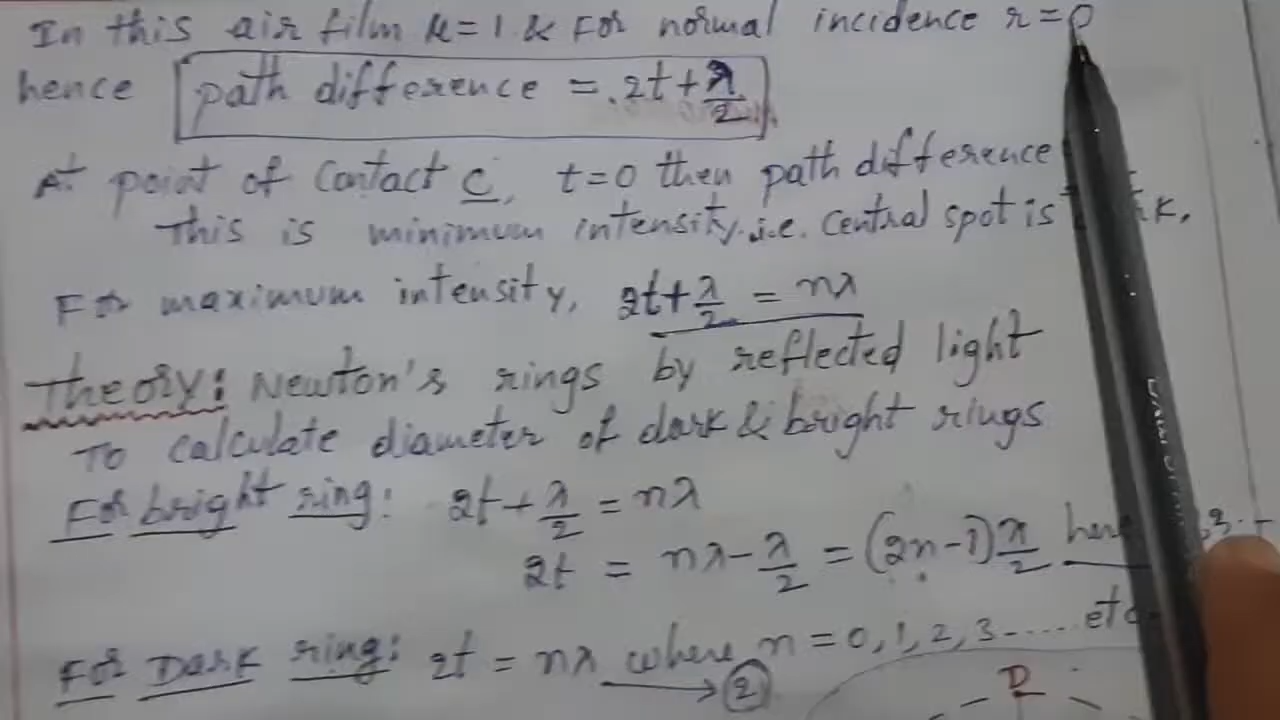 In this air film μ=1 & For normal incidence r=0
hence path difference = 2t+λ/2
At point of Contact C, t=0 then path difference
This is minimum intensity. i.e. Central spot is
For maximum intensity, 2t+λ/2 = nλ
Theory: Newton's rings by reflected light
To calculate diameter of dark & bright rings
For bright ring: 2t+λ/2 = nλ
2t = nλ-λ/2 = (2n-1)λ/2
For Dark ring: 2t = nλ where n=0,1,2,3.....etc.
②
D